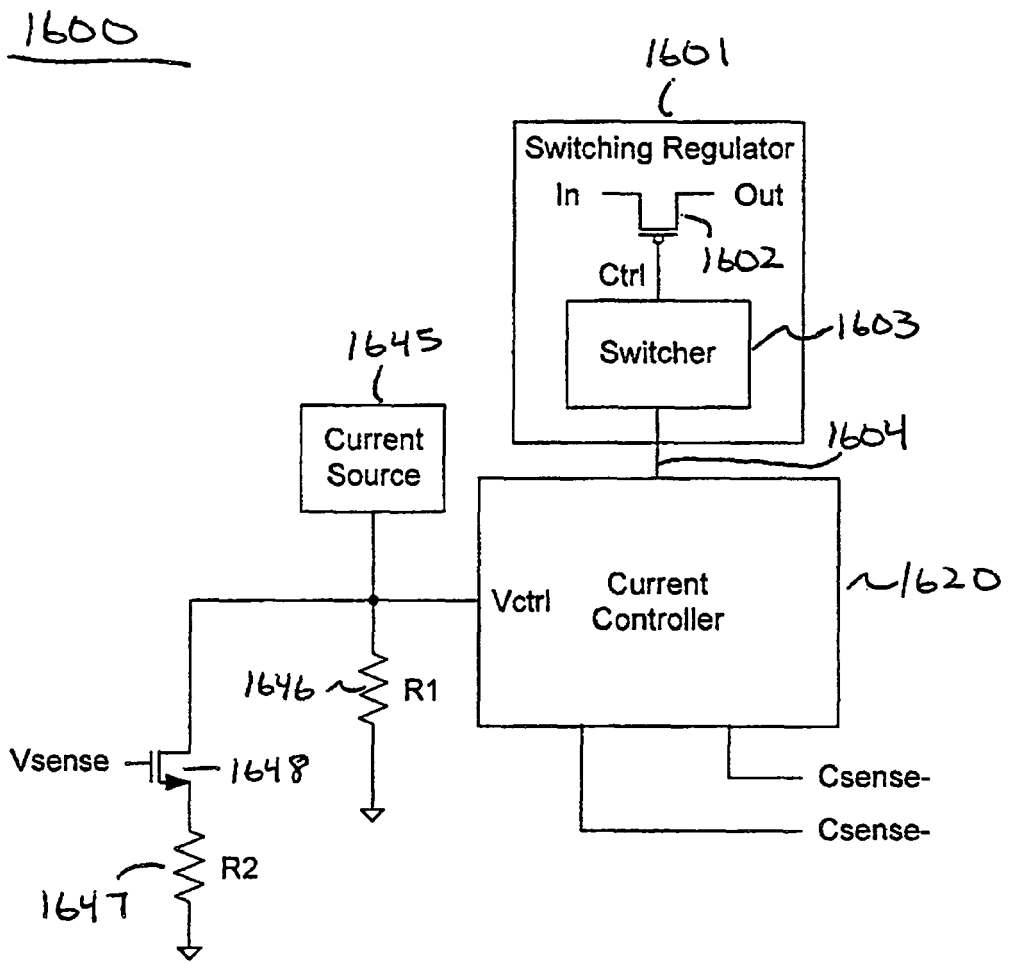 1600
1601
Switching Regulator
In Out
1602
Ctrl
Switcher
1603
1645
Current
Source
1604
Vctrl
Current
Controller
1620
1646
R1
Vsense
1648
Csense-
Csense-
R2
1647